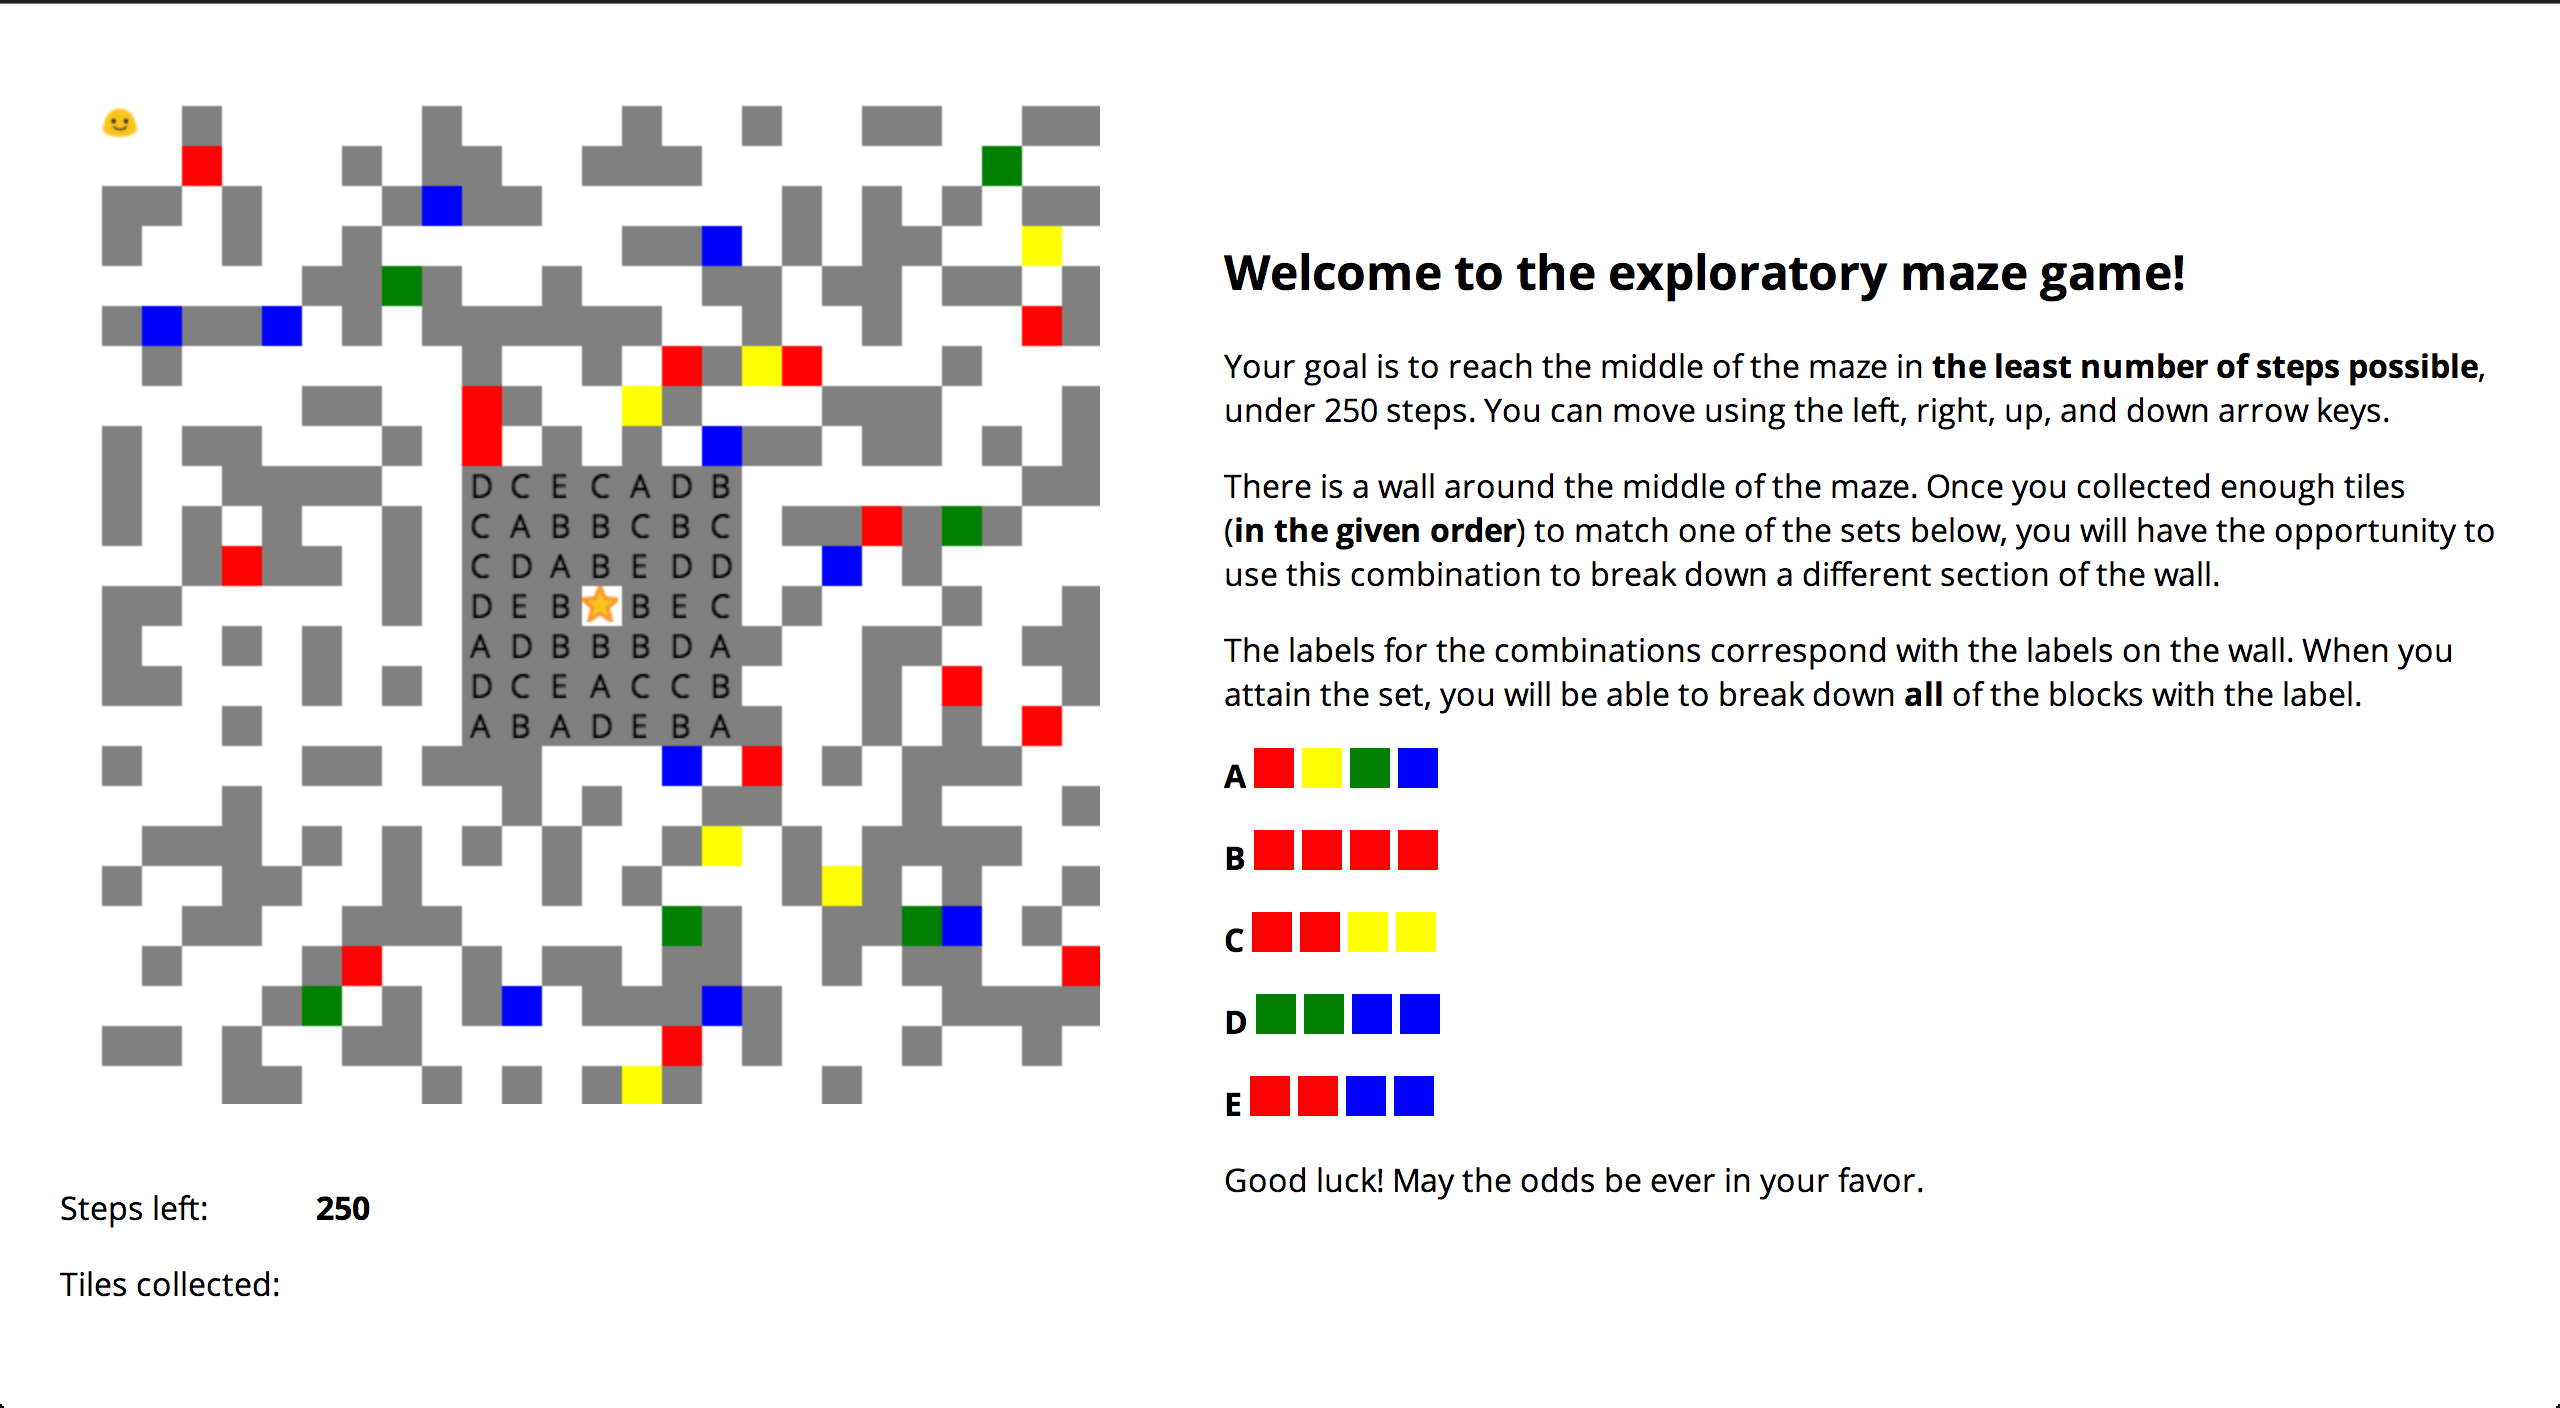 Welcome to the exploratory maze game!
Your goal is to reach the middle of the maze in the least number of steps possible,
under 250 steps. You can move using the left, right, up, and down arrow keys.
There is a wall around the middle of the maze. Once you collected enough tiles
(in the given order) to match one of the sets below, you will have the opportunity to
use this combination to break down a different section of the wall.
The labels for the combinations correspond with the labels on the wall. When you
attain the set, you will be able to break down all of the blocks with the label.
A
B
C
D
E
Good luck! May the odds be ever in your favor.
D C E C A D B
C A B B C B C
C D A B E D D
D E B B E C
A D B B B D A
D C E A C C B
A B A D E B A
Steps left: 250
Tiles collected: